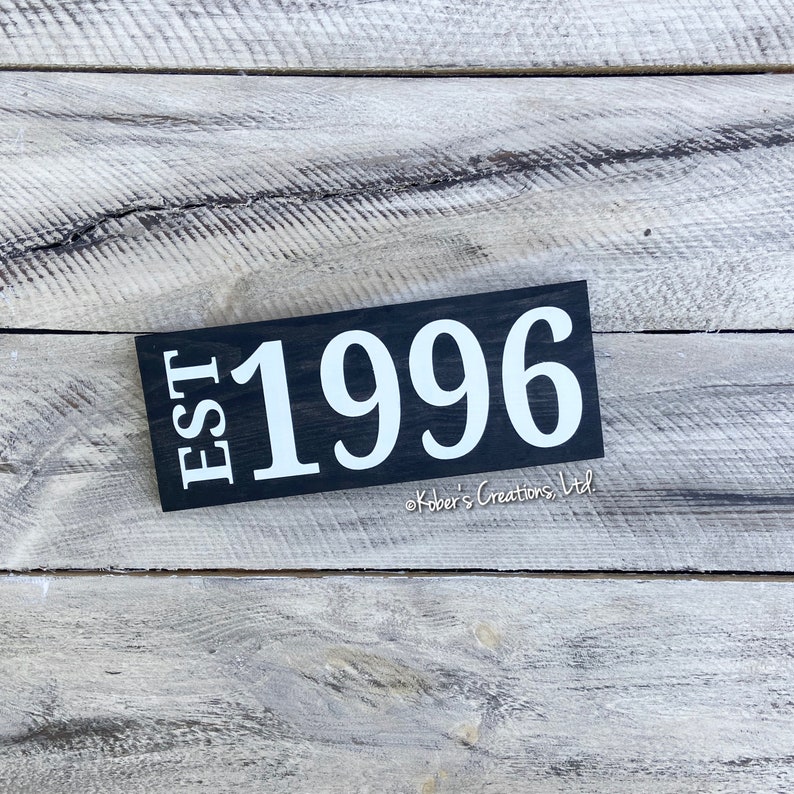 EST 1996
©Kober's Creations, Ltd.